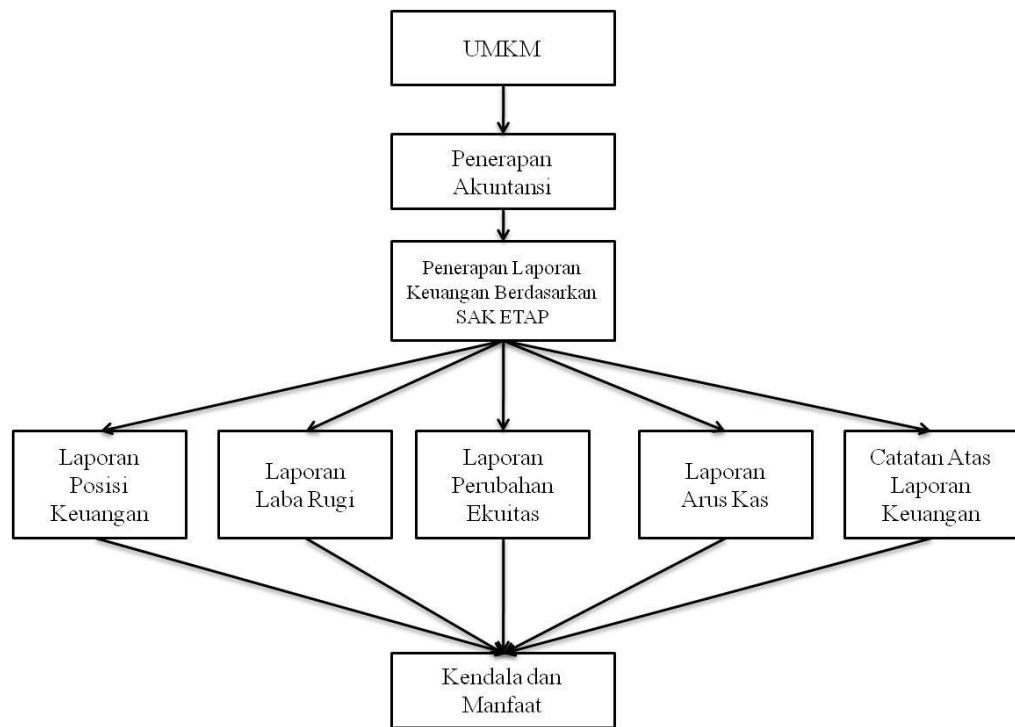 UMKM
Penerapan
Akuntansi
Penerapan Laporan
Keuangan Berdasarkan
SAK ETAP
Laporan
Posisi
Keuangan
Laporan
Laba Rugi
Laporan
Perubahan
Ekuitas
Laporan
Arus Kas
Catatan Atas
Laporan
Keuangan
Kendala dan
Manfaat